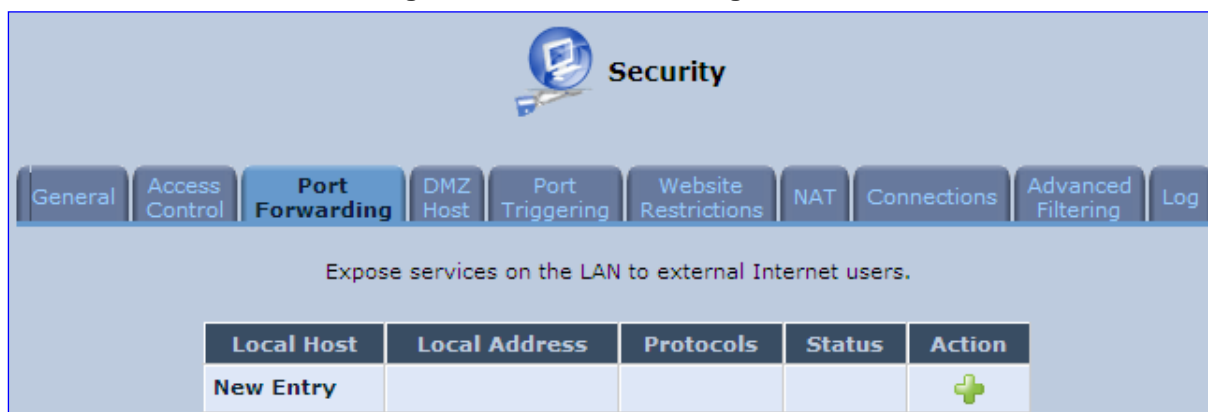 Security
General Access Control Port Forwarding DMZ Host Port Triggering Website Restrictions NAT Connections Advanced Filtering Log
Expose services on the LAN to external Internet users.
Local Host Local Address Protocols Status Action
New Entry